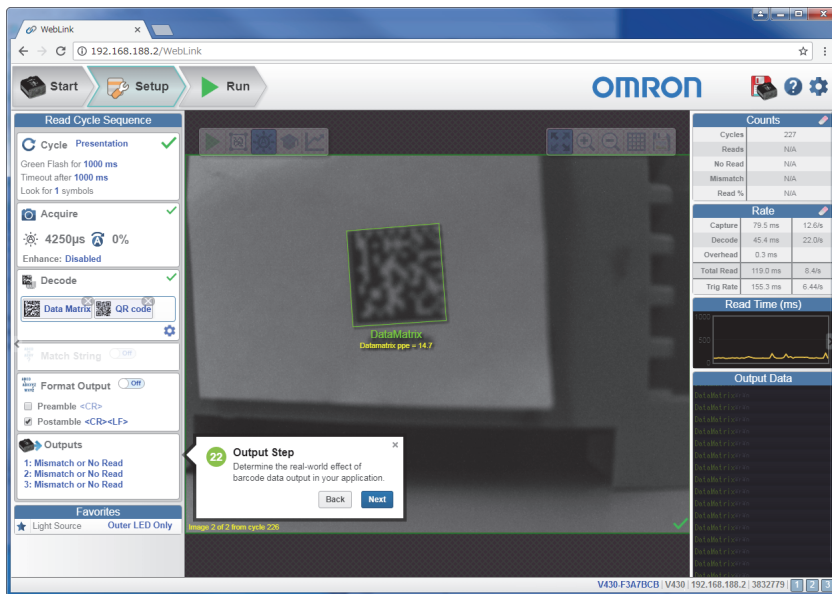 WebLink
192.168.188.2/WebLink
Start
Setup
Run
OMRON
Read Cycle Sequence
Cycle Presentation
Green Flash for 1000 ms
Timeout after 1000 ms
Look for 1 symbols
Acquire
4250µs 0%
Enhance: Disabled
Decode
Data Matrix QR code
Match String Off
Format Output Off
Preamble <CR>
Postamble <CR><LF>
Outputs
1: Mismatch or No Read
2: Mismatch or No Read
3: Mismatch or No Read
Favorites
Light Source Outer LED Only
DataMatrix
Datamatrix ppe = 14.7
22 Output Step
Determine the real-world effect of
barcode data output in your application.
Back Next
Image 2 of 2 from cycle 226
Counts
Cycles 227
Reads N/A
No Read N/A
Mismatch N/A
Read % N/A
Rate
Capture 79.5 ms 12.6/s
Decode 45.4 ms 22.0/s
Overhead 0.3 ms
Total Read 119.0 ms 8.4/s
Trig Rate 155.3 ms 6.44/s
Read Time (ms)
1000
500
0
Output Data
V430-F3A7BCB V430 192.168.188.2 3832779 1 2 3